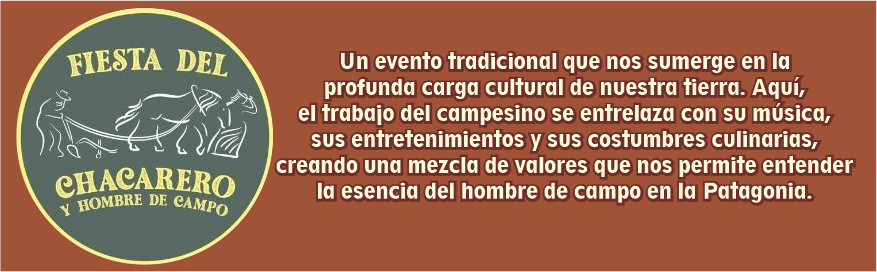 FIESTA DEL
CHACARERO
Y HOMBRE DE CAMPO
Un evento tradicional que nos sumerge en la
profunda carga cultural de nuestra tierra. Aquí,
el trabajo del campesino se entrelaza con su música,
sus entretenimientos y sus costumbres culinarias,
creando una mezcla de valores que nos permite entender
la esencia del hombre de campo en la Patagonia.